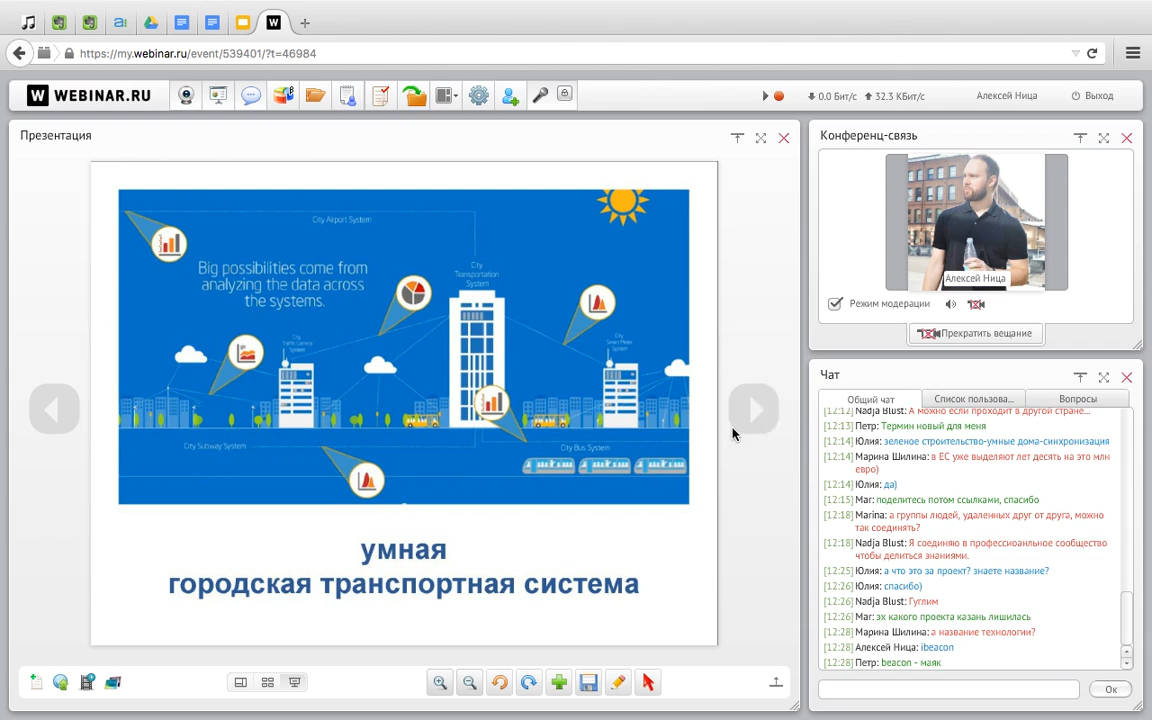 https://my.webinar.ru/event/539401/?t=46984
W WEBINAR.RU
0.0 Бит/с 32.3 КБит/с
Алексей Ница
Выход
Презентация
City Airport System
Big possibilities come from
analyzing the data across
the systems.
City
Transportation
System
City
Traffic Camera
System
City
Smart Meter
System
City Subway System
City Bus System
умная
городская транспортная система
Конференц-связь
Алексей Ница
Режим модерации
Прекратить вещание
Чат
Общий чат
Список пользова...
Вопросы
[12:12] Nadja Blust: А можно если проходит в другой стране...
[12:13] Петр: Термин новый для меня
[12:14] Юлия: зеленое строительство-умные дома-синхронизация
[12:14] Марина Шилина: в ЕС уже выделяют лет десять на это млн
евро)
[12:14] Юлия: да)
[12:15] Маг: поделитесь потом ссылками, спасибо
[12:18] Marina: а группы людей, удаленных друг от друга, можно
так соединять?
[12:18] Nadja Blust: Я соединяю в профессиоанльное сообщество
чтобы делиться знаниями.
[12:25] Юлия: а что это за проект? знаете название?
[12:26] Юлия: спасибо)
[12:26] Nadja Blust: Гуглим
[12:26] Маг: эх какого проекта казань лишилась
[12:28] Марина Шилина: а название технологии?
[12:28] Алексей Ница: ibeacon
[12:28] Петр: beacon - маяк
Ок